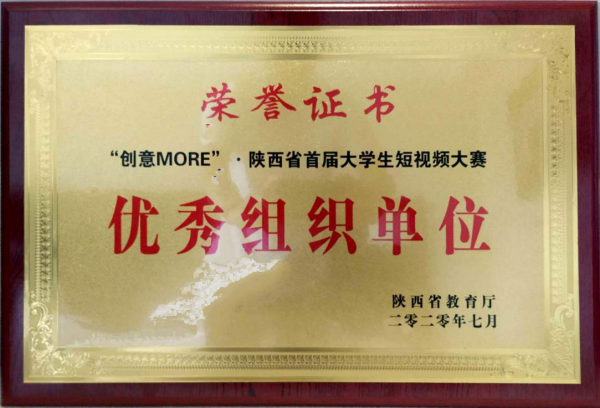 荣誉证书
“创意MORE”·陕西省首届大学生短视频大赛
优秀组织单位
陕西省教育厅
二零二零年七月